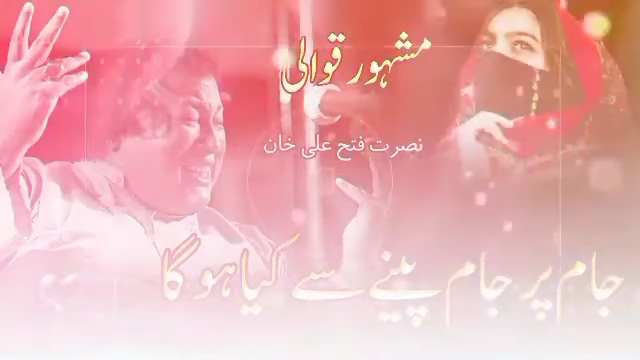 مشہور قوالی
نصرت فتح علی خان
جام پر جام پینے سے کیا ہوگا